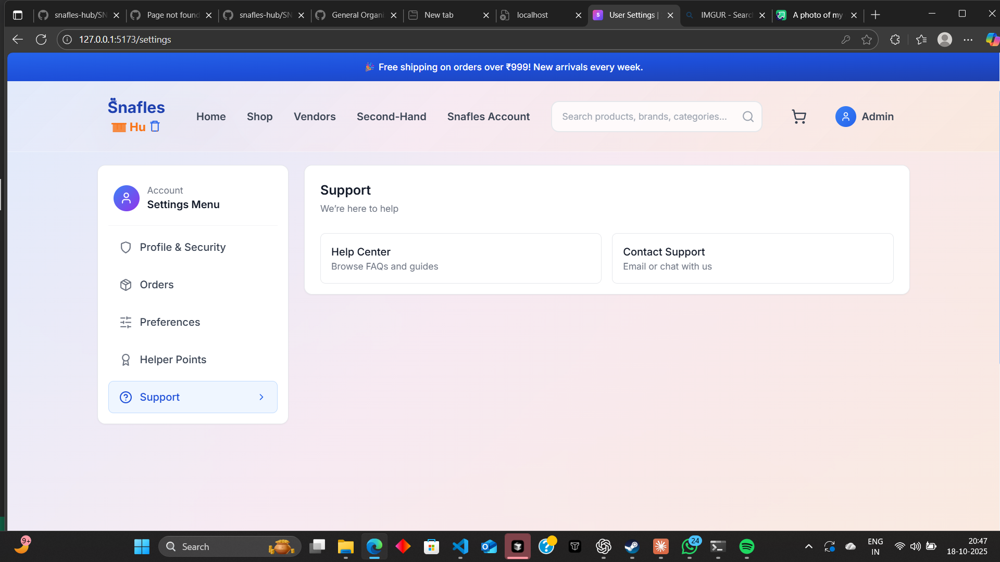 snafles-hub/SN
Page not found
snafles-hub/SN
General Organi
New tab
localhost
User Settings |
IMGUR - Search
A photo of my
127.0.0.1:5173/settings
🎉 Free shipping on orders over ₹999! New arrivals every week.
Snafles
Hu
Home
Shop
Vendors
Second-Hand
Snafles Account
Search products, brands, categories...
Admin
Account
Settings Menu
Profile & Security
Orders
Preferences
Helper Points
Support
Support
We’re here to help
Help Center
Browse FAQs and guides
Contact Support
Email or chat with us
9+
Search
24
ENG
IN
20:47
18-10-2025